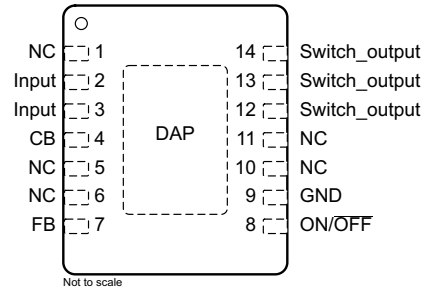 NC 1 14 Switch_output
Input 2 13 Switch_output
Input 3 12 Switch_output
CB 4 DAP 11 NC
NC 5 10 NC
NC 6 9 GND
FB 7 8 ON/OFF
Not to scale